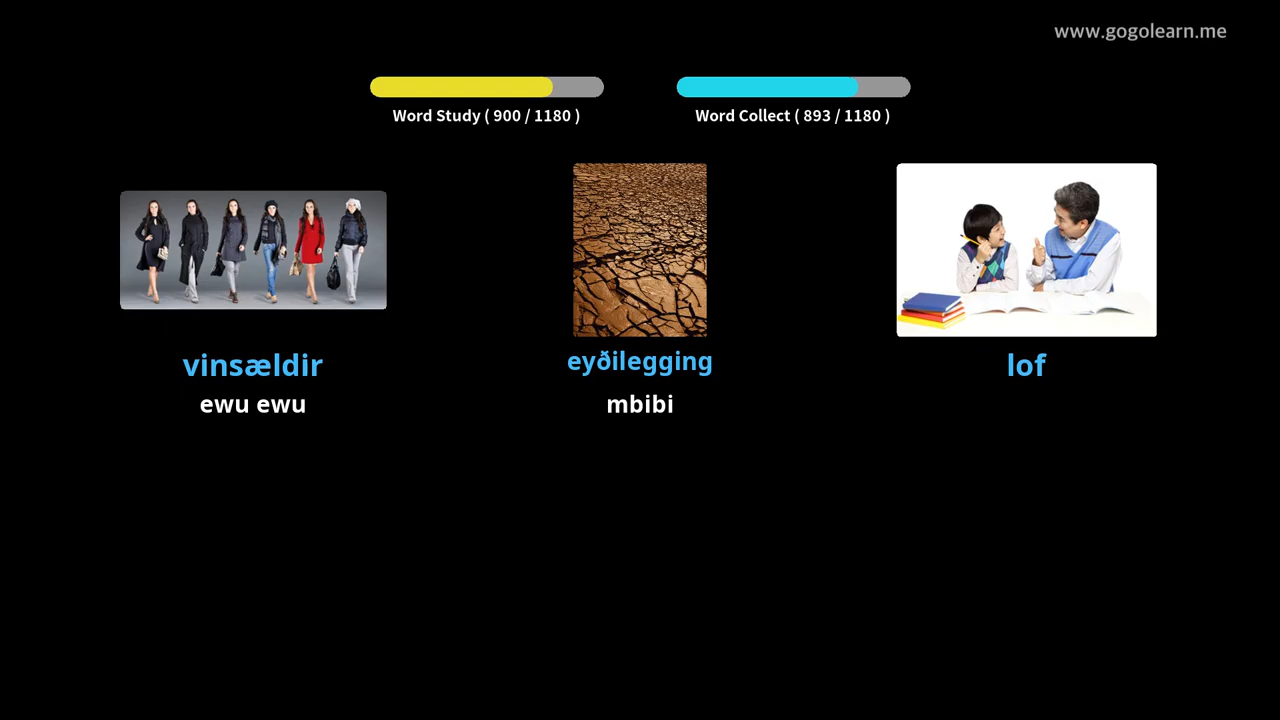 www.gogolearn.me
Word Study ( 900 / 1180 )
Word Collect ( 893 / 1180 )
vinsældir
eyðilegging
lof
ewu ewu
mbibi